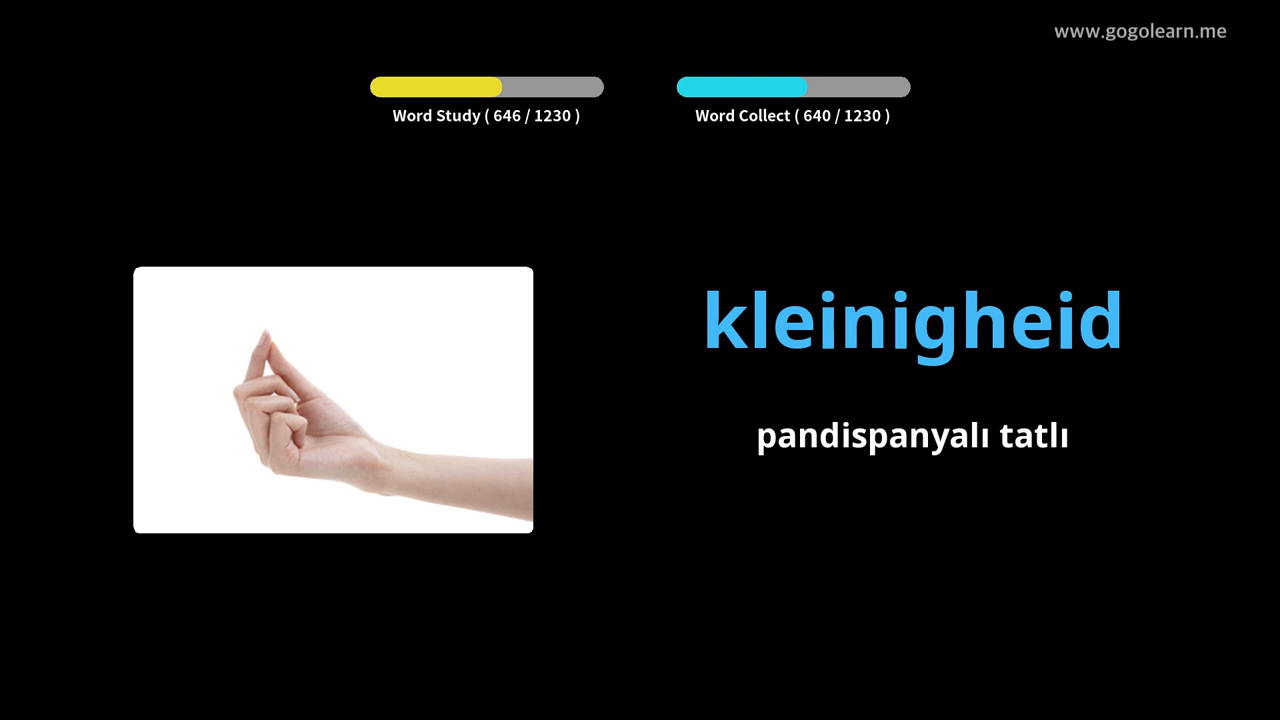 www.gogolearn.me
Word Study ( 646 / 1230 )
Word Collect ( 640 / 1230 )
kleinigheid
pandispanyalı tatlı